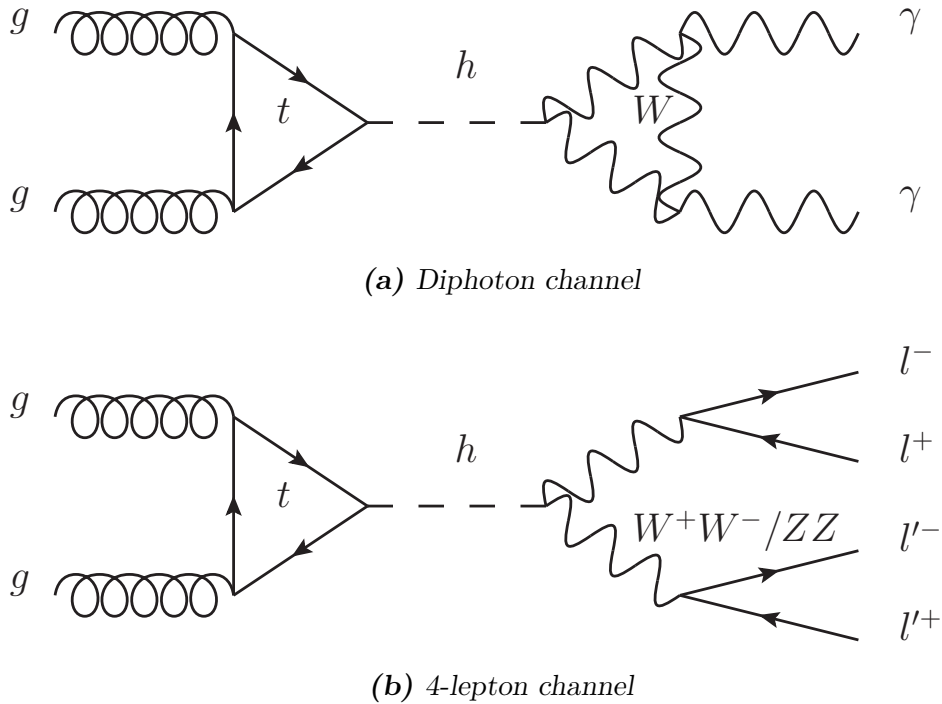 g
γ
h
t
W
g
γ
(a) Diphoton channel
l⁻
g
h
l⁺
t
W⁺W⁻/ZZ
l′⁻
g
l′⁺
(b) 4-lepton channel